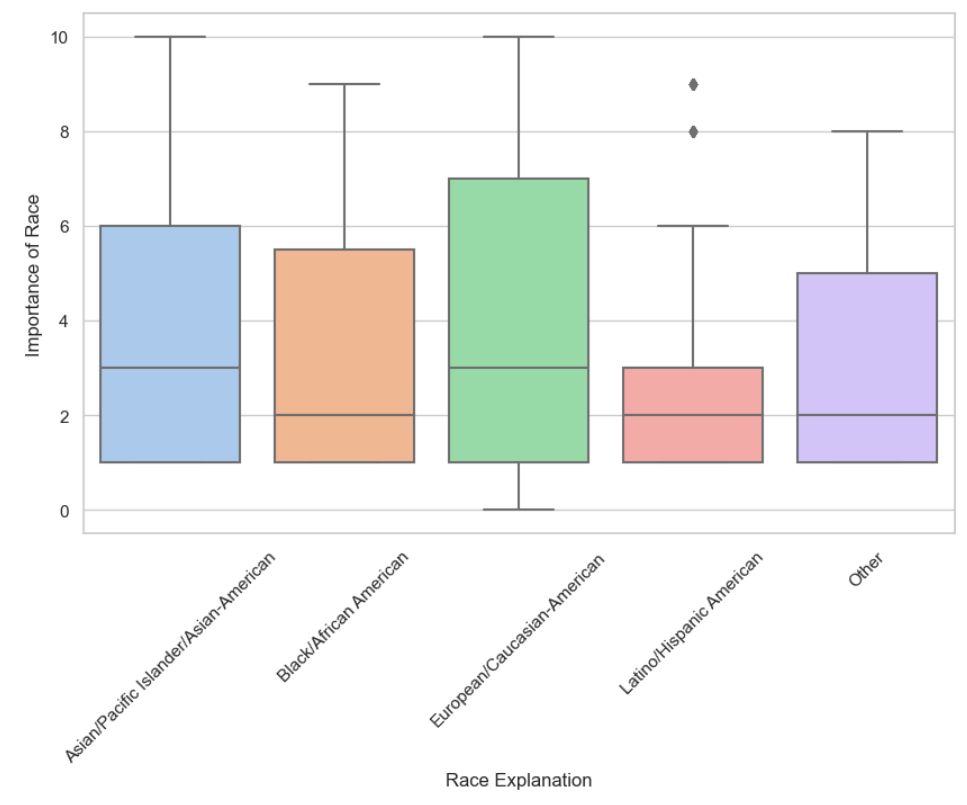 Importance of Race
10
8
6
4
2
0
Asian/Pacific Islander/Asian-American
Black/African American
European/Caucasian-American
Latino/Hispanic American
Other
Race Explanation